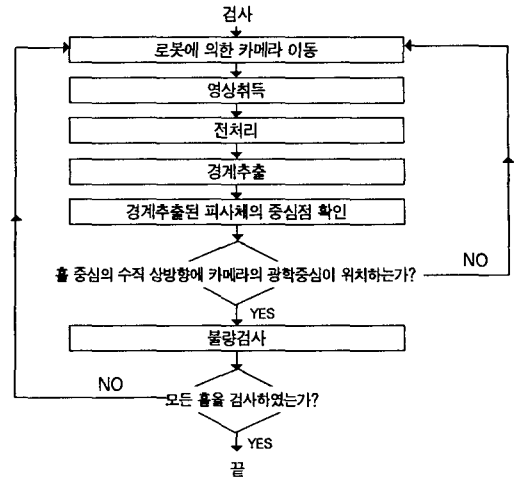 검사
로봇에 의한 카메라 이동
영상취득
전처리
경계추출
경계추출된 피사체의 중심점 확인
홀 중심의 수직 상방향에 카메라의 광학중심이 위치하는가?
NO
YES
불량검사
NO
모든 홀을 검사하였는가?
YES
끝